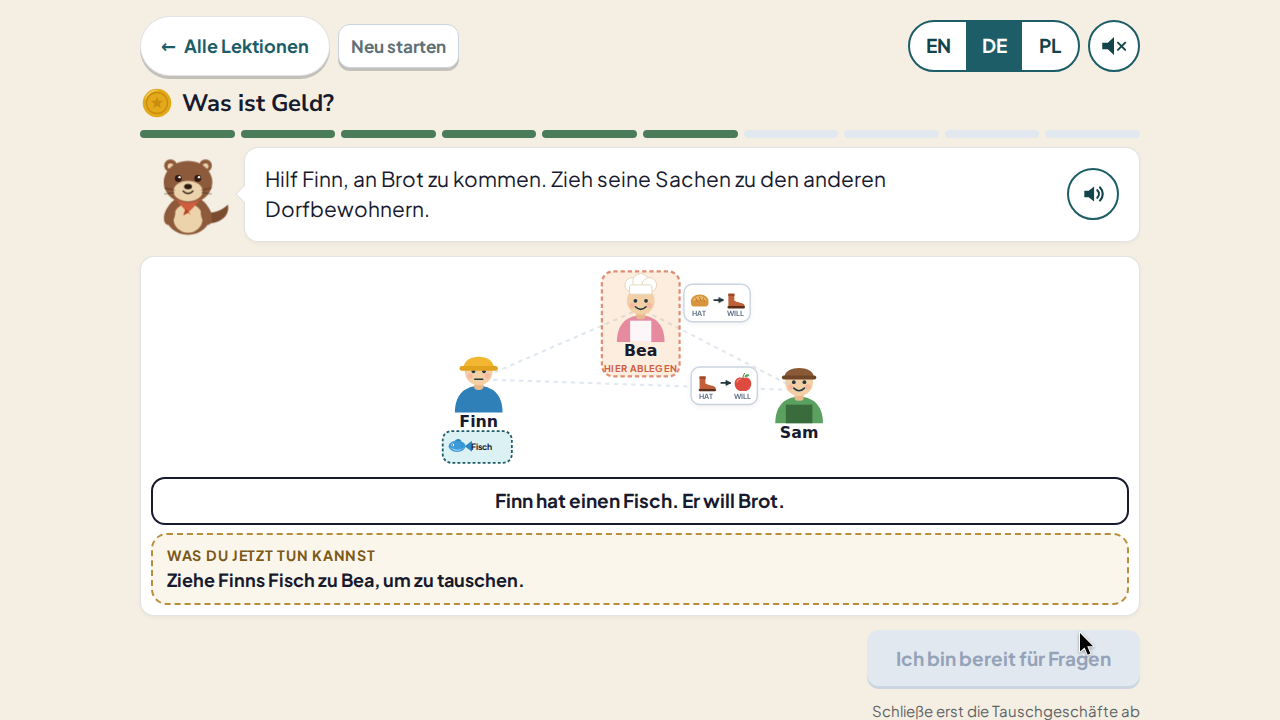 ← Alle Lektionen
Neu starten
EN DE PL
Was ist Geld?
Hilf Finn, an Brot zu kommen. Zieh seine Sachen zu den anderen
Dorfbewohnern.
Bea
HIER ABLEGEN
HAT WILL
Finn
Fisch
HAT WILL
Sam
Finn hat einen Fisch. Er will Brot.
WAS DU JETZT TUN KANNST
Ziehe Finns Fisch zu Bea, um zu tauschen.
Ich bin bereit für Fragen
Schließe erst die Tauschgeschäfte ab